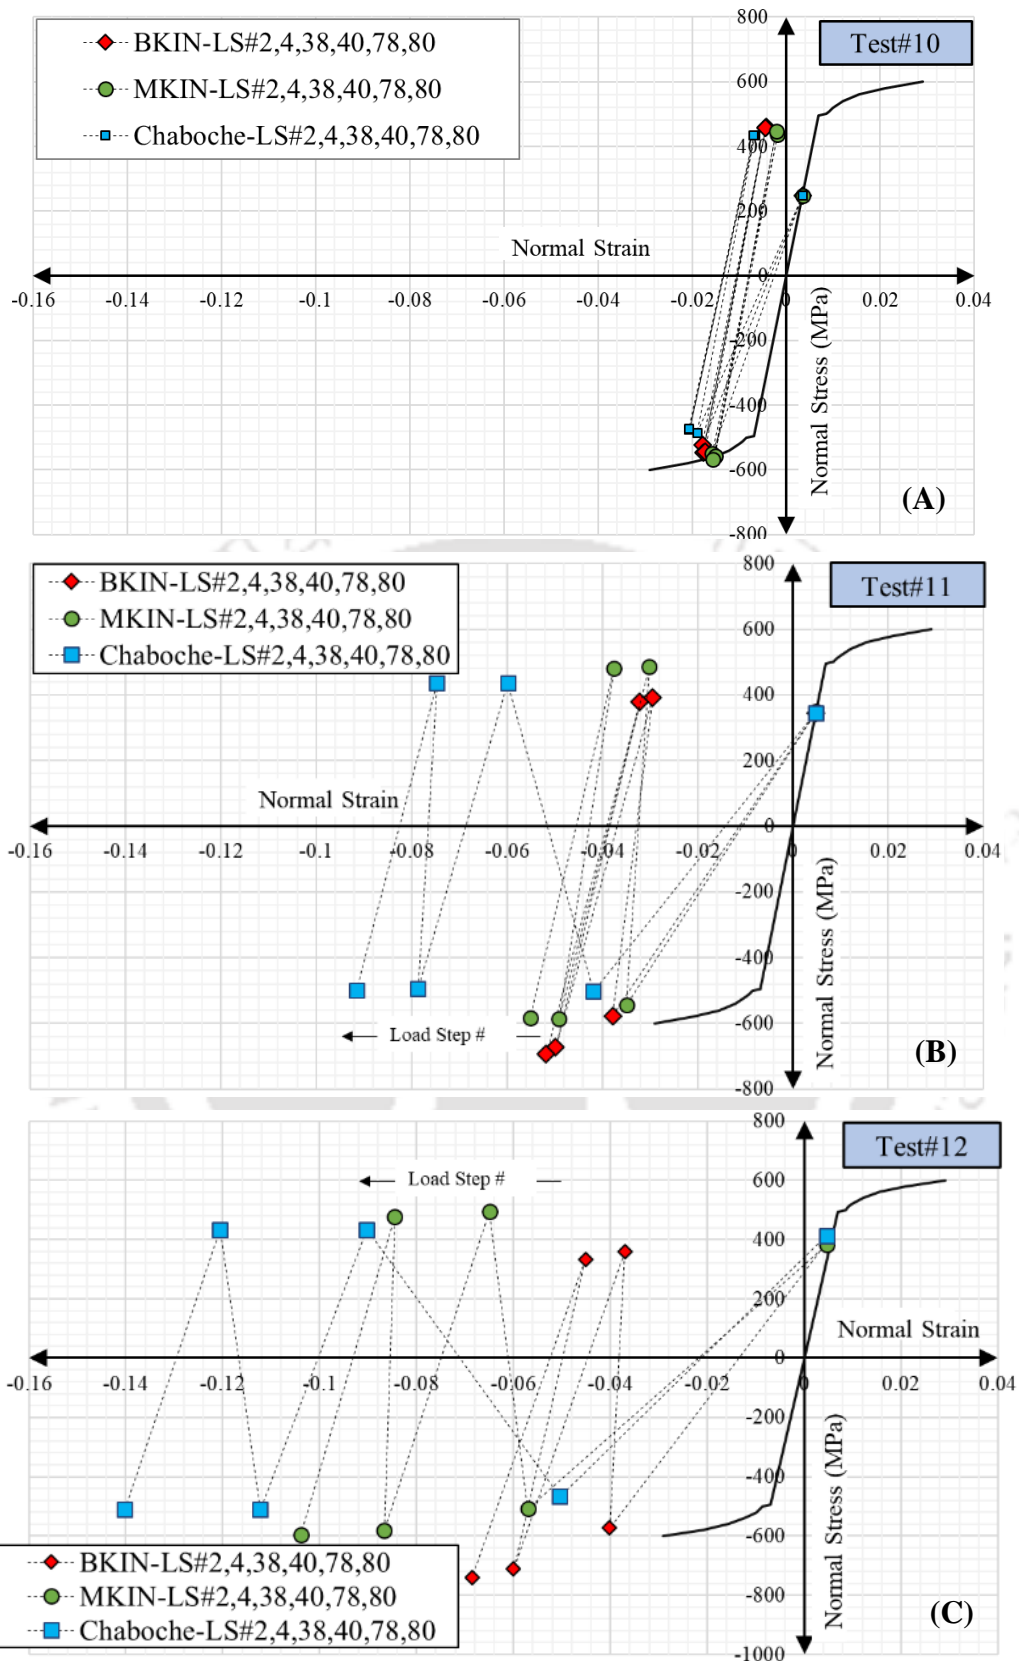 800
BKIN-LS#2,4,38,40,78,80
Test#10
MKIN-LS#2,4,38,40,78,80
600
Chaboche-LS#2,4,38,40,78,80
400
200
Normal Strain
0
-0.16 -0.14 -0.12 -0.1 -0.08 -0.06 -0.04 -0.02 0 0.02 0.04
-200
-400
-600
-800
Normal Stress (MPa)
(A)
800
BKIN-LS#2,4,38,40,78,80
Test#11
MKIN-LS#2,4,38,40,78,80
600
Chaboche-LS#2,4,38,40,78,80
400
200
Normal Strain
0
-0.16 -0.14 -0.12 -0.1 -0.08 -0.06 -0.04 -0.02 0 0.02 0.04
-200
-400
-600
Load Step #
-800
Normal Stress (MPa)
(B)
800
Test#12
Load Step #
600
400
200
Normal Strain
0
-0.16 -0.14 -0.12 -0.1 -0.08 -0.06 -0.04 -0.02 0 0.02 0.04
-200
-400
-600
BKIN-LS#2,4,38,40,78,80
MKIN-LS#2,4,38,40,78,80
-800
Chaboche-LS#2,4,38,40,78,80
-1000
Normal Stress (MPa)
(C)